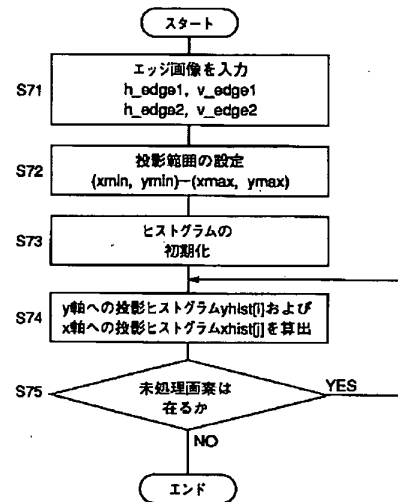 スタート
S71
エッジ画像を入力
h_edge1, v_edge1
h_edge2, v_edge2
S72
投影範囲の設定
(xmin, ymin)−(xmax, ymax)
S73
ヒストグラムの
初期化
S74
y軸への投影ヒストグラムyhist[i]および
x軸への投影ヒストグラムxhist[j]を算出
S75
未処理画案は
在るか
YES
NO
エンド